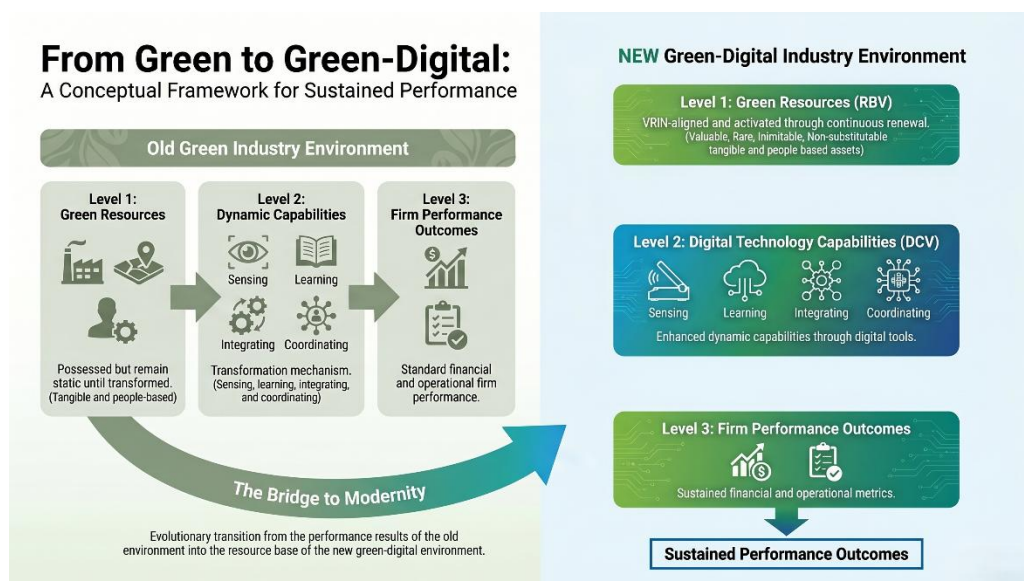 From Green to Green-Digital:
A Conceptual Framework for Sustained Performance
Old Green Industry Environment
Level 1:
Green Resources
Possessed but remain
static until transformed.
(Tangible and people-based)
Level 2:
Dynamic Capabilities
Sensing
Learning
Integrating
Coordinating
Transformation mechanism.
(Sensing, learning, integrating,
and coordinating)
Level 3:
Firm Performance
Outcomes
Standard financial
and operational firm
performance.
The Bridge to Modernity
Evolutionary transition from the performance results of the old
environment into the resource base of the new green-digital environment.
NEW Green-Digital Industry Environment
Level 1: Green Resources (RBV)
VRIN-aligned and activated through continuous renewal.
(Valuable, Rare, Inimitable, Non-substitutable
tangible and people based assets)
Level 2: Digital Technology Capabilities (DCV)
Sensing
Learning
Integrating
Coordinating
Enhanced dynamic capabilities through digital tools.
Level 3: Firm Performance Outcomes
Sustained financial and operational metrics.
Sustained Performance Outcomes